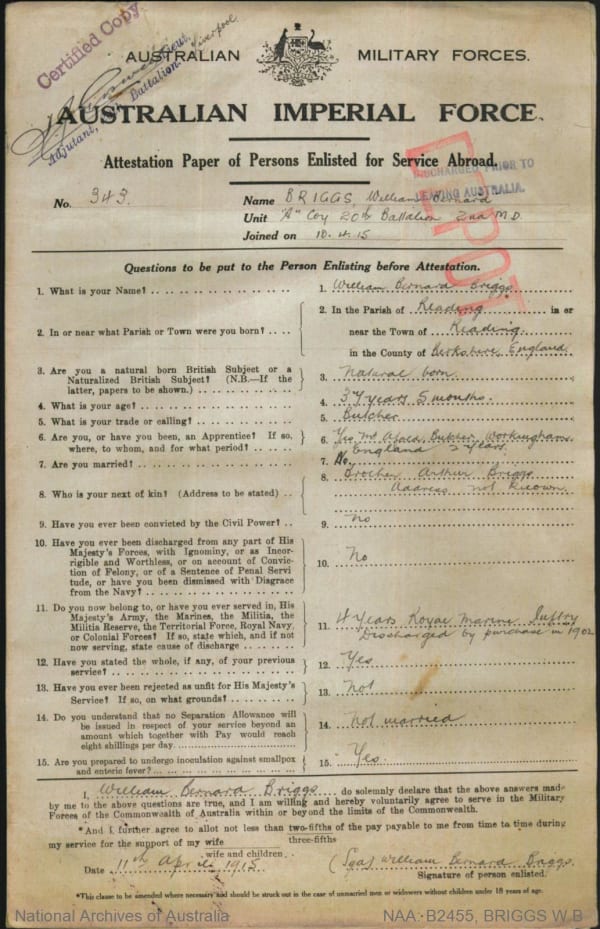 Certified Copy
Adjutant, Battalion Liverpool
AUSTRALIAN MILITARY FORCES.
AUSTRALIAN IMPERIAL FORCE.
Attestation Paper of Persons Enlisted for Service Abroad.
DISCHARGED PRIOR TO
LEAVING AUSTRALIA.
DEPOT
No. 343. Name BRIGGS, William Bernard
Unit "A" Coy 20th Battalion 2nd M.D.
Joined on 10.4.15
Questions to be put to the Person Enlisting before Attestation.
1. What is your Name? 1. William Bernard Briggs
2. In or near what Parish or Town were you born? 2. In the Parish of Reading in or
near the Town of Reading
in the County of Berkshire, England
3. Are you a natural born British Subject or a
Naturalized British Subject? (N.B.—If the
latter, papers to be shown.) 3. Natural born.
4. What is your age? 4. 37 years 5 months.
5. What is your trade or calling? 5. Butcher
6. Are you, or have you been, an Apprentice? If so,
where, to whom, and for what period? 6. Yes Mr Butcher Workingham
England 2 years
7. Are you married? 7. No
8. Who is your next of kin? (Address to be stated) 8. Brother Arthur Briggs
Address not known
9. Have you ever been convicted by the Civil Power? 9. No
10. Have you ever been discharged from any part of His
Majesty's Forces, with Ignominy, or as Incor-
rigible and Worthless, or on account of Convic-
tion of Felony, or of a Sentence of Penal Servi
tude, or have you been Dismissed with Disgrace
from the Navy? 10. No
11. Do you now belong to, or have you ever served in, His
Majesty's Army, the Marines, the Militia, the
Militia Reserve, the Territorial Force, Royal Navy,
or Colonial Forces? If so, state which, and if not
now serving, state cause of discharge 11. 4 Years Royal Marine Inftry
Discharged by purchase in 1902
12. Have you stated the whole, if any, of your previous
service? 12. Yes
13. Have you ever been rejected as unfit for His Majesty's
Service? If so, on what grounds? 13. Not
14. Do you understand that no Separation Allowance will
be issued in respect of your service beyond an
amount which together with Pay would reach
eight shillings per day 14. not married
15. Are you prepared to undergo inoculation against smallpox
and enteric fever? 15. Yes.
I, William Bernard Briggs do solemnly declare that the above answers made
by me to the above questions are true, and I am willing and hereby voluntarily agree to serve in the Military
Forces of the Commonwealth of Australia within or beyond the limits of the Commonwealth.
*And I further agree to allot not less than two-fifths of the pay payable to me from time to time during
three-fifths
my service for the support of my wife
wife and children.
Date 11th April 1915 (Sgd) William Bernard Briggs.
Signature of person enlisted.
*This clause to be amended where necessary and should be struck out in the case of unmarried men or widowers without children under 18 years of age.
National Archives of Australia NAA: B2455, BRIGGS W B